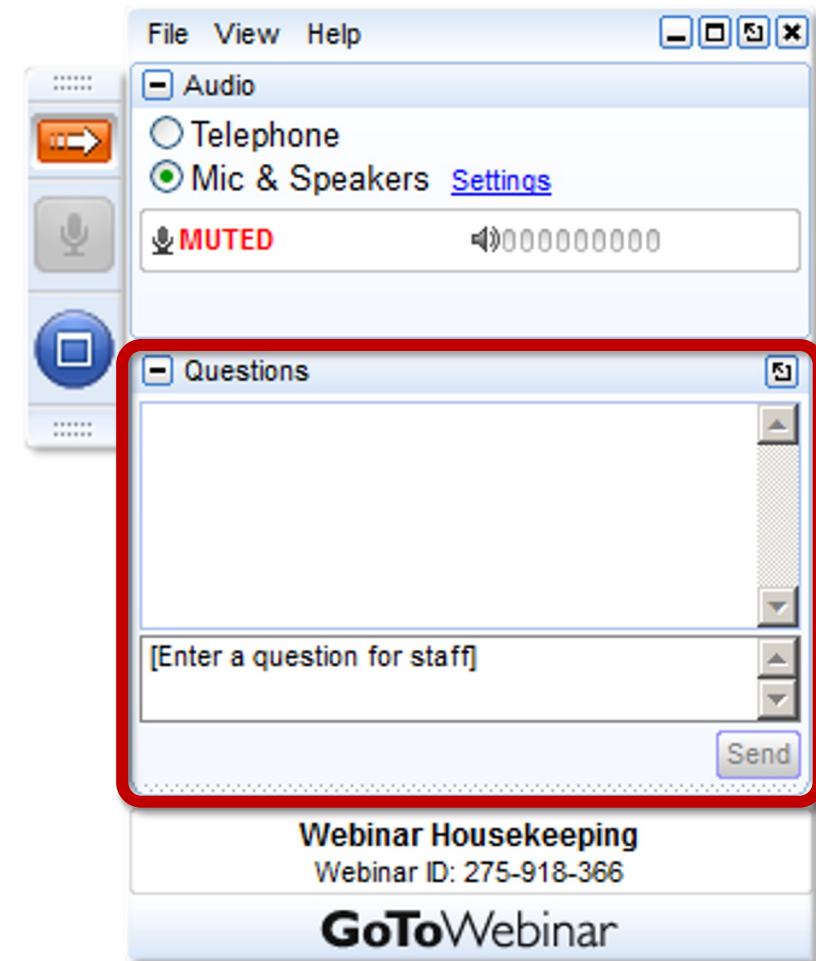 File View Help
Audio
Telephone
Mic & Speakers Settings
MUTED
Questions
[Enter a question for staff]
Send
Webinar Housekeeping
Webinar ID: 275-918-366
GoToWebinar